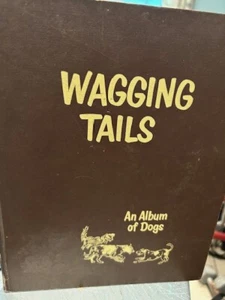 WAGGING
TAILS
An Album
of Dogs